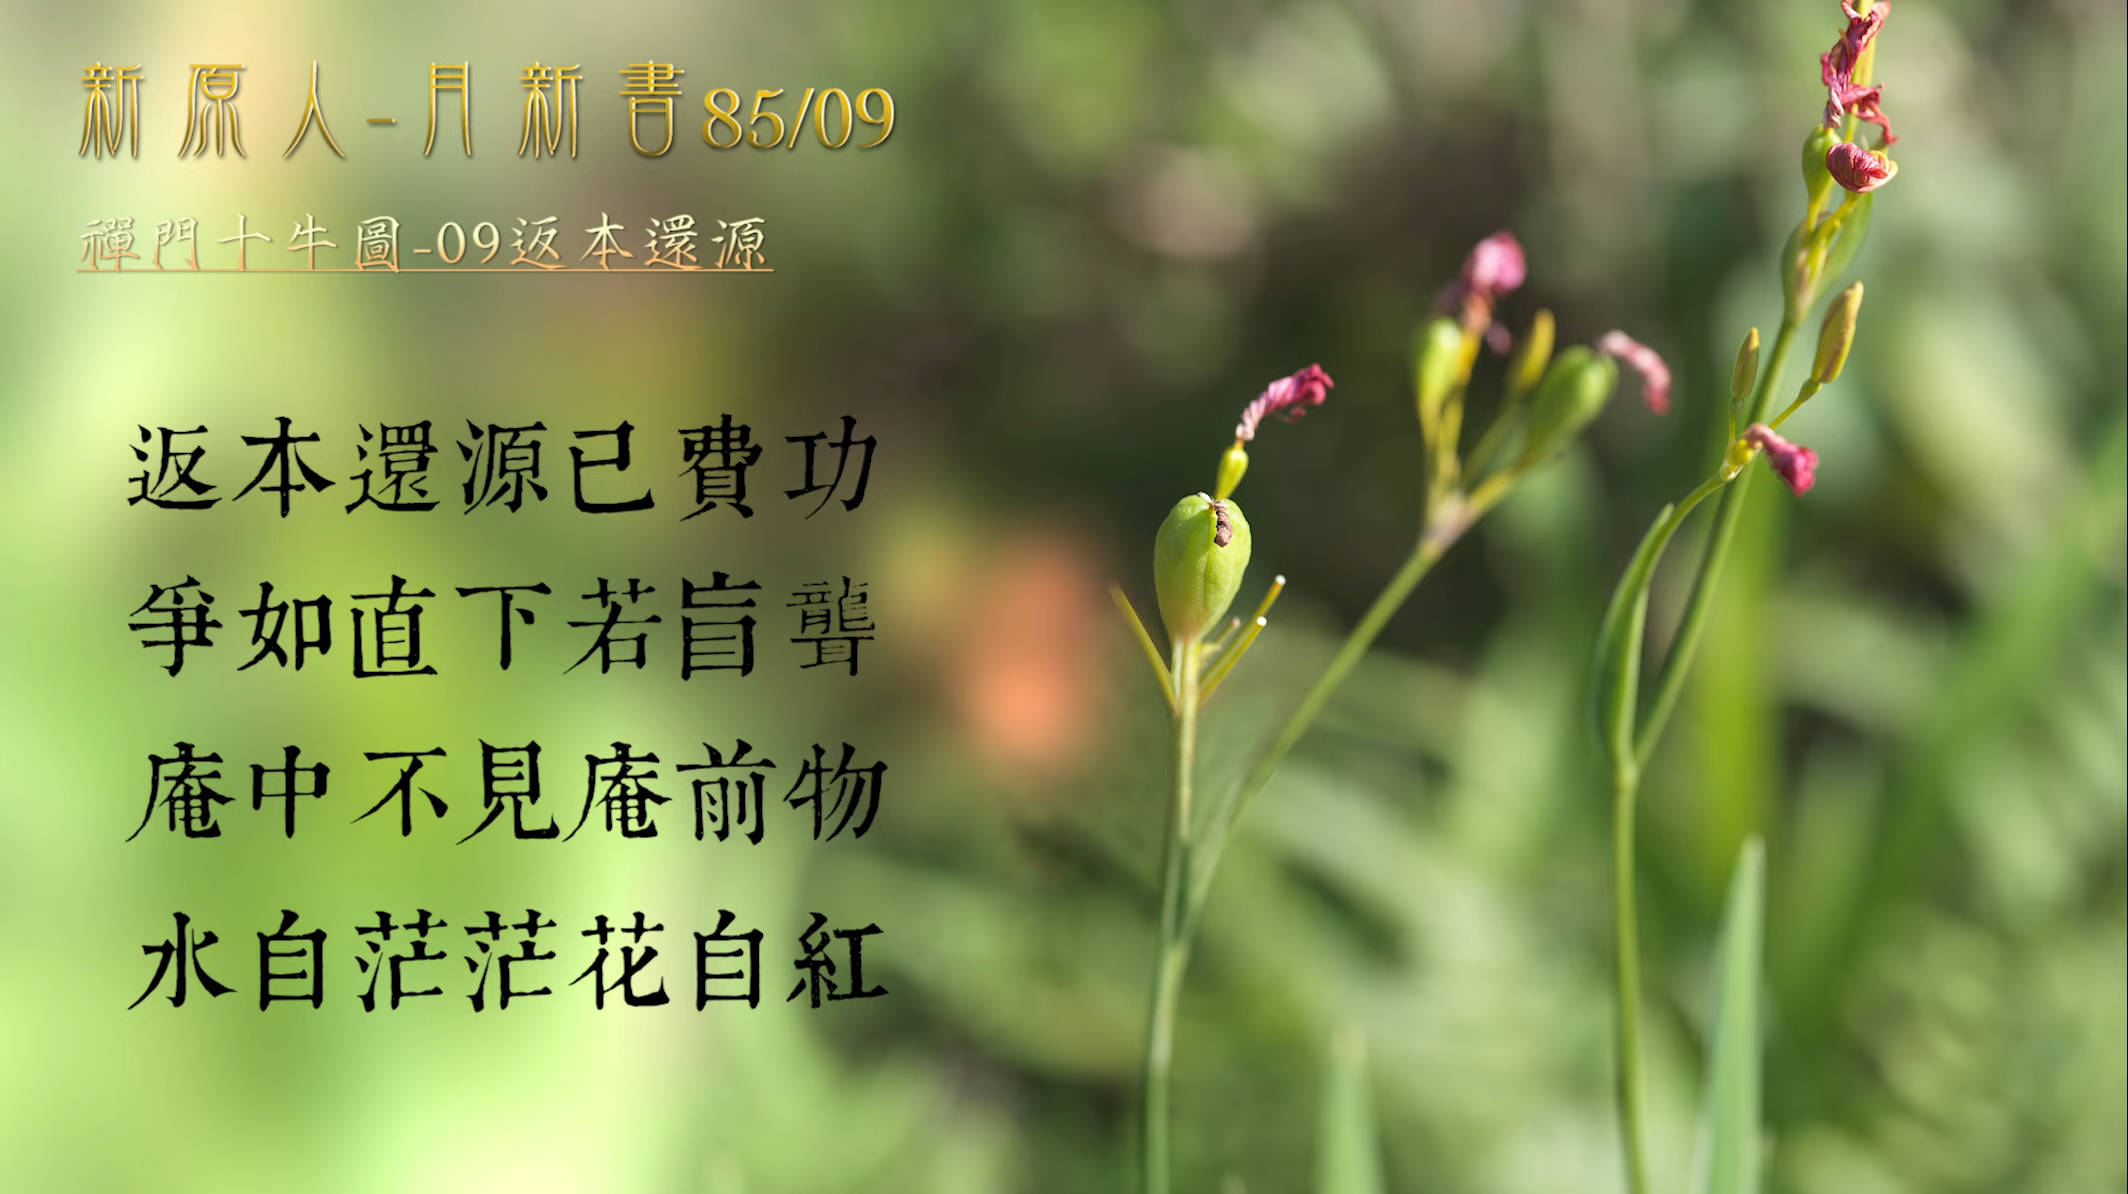 新原人-月新書85/09
禪門十牛圖-09返本還源
返本還源已費功
爭如直下若盲聾
庵中不見庵前物
水自茫茫花自紅